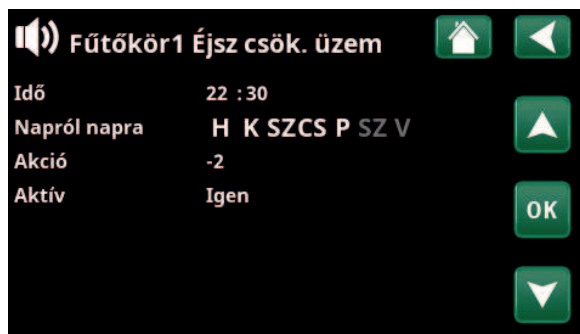 Fűtőkör1 Éjsz csök. üzem
Idő 22 :30
Napról napra H K SZCS P SZ V
Akció -2
Aktív Igen
OK